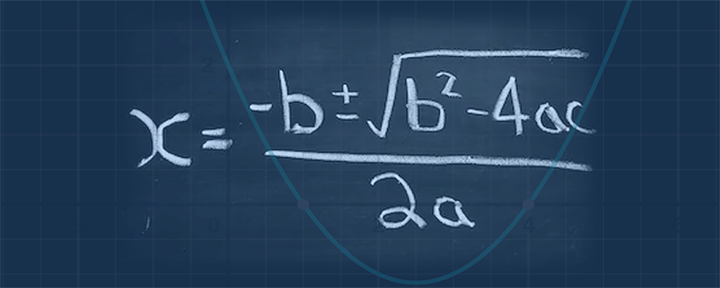 x = -b ± √b² - 4ac
2a